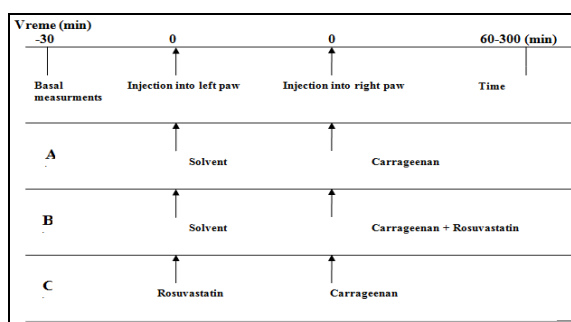 Vreme (min)
-30 0 0 60-300 (min)
Basal Injection into left paw Injection into right paw Time
measurments
A
Solvent Carrageenan
B
Solvent Carrageenan + Rosuvastatin
C
Rosuvastatin Carrageenan